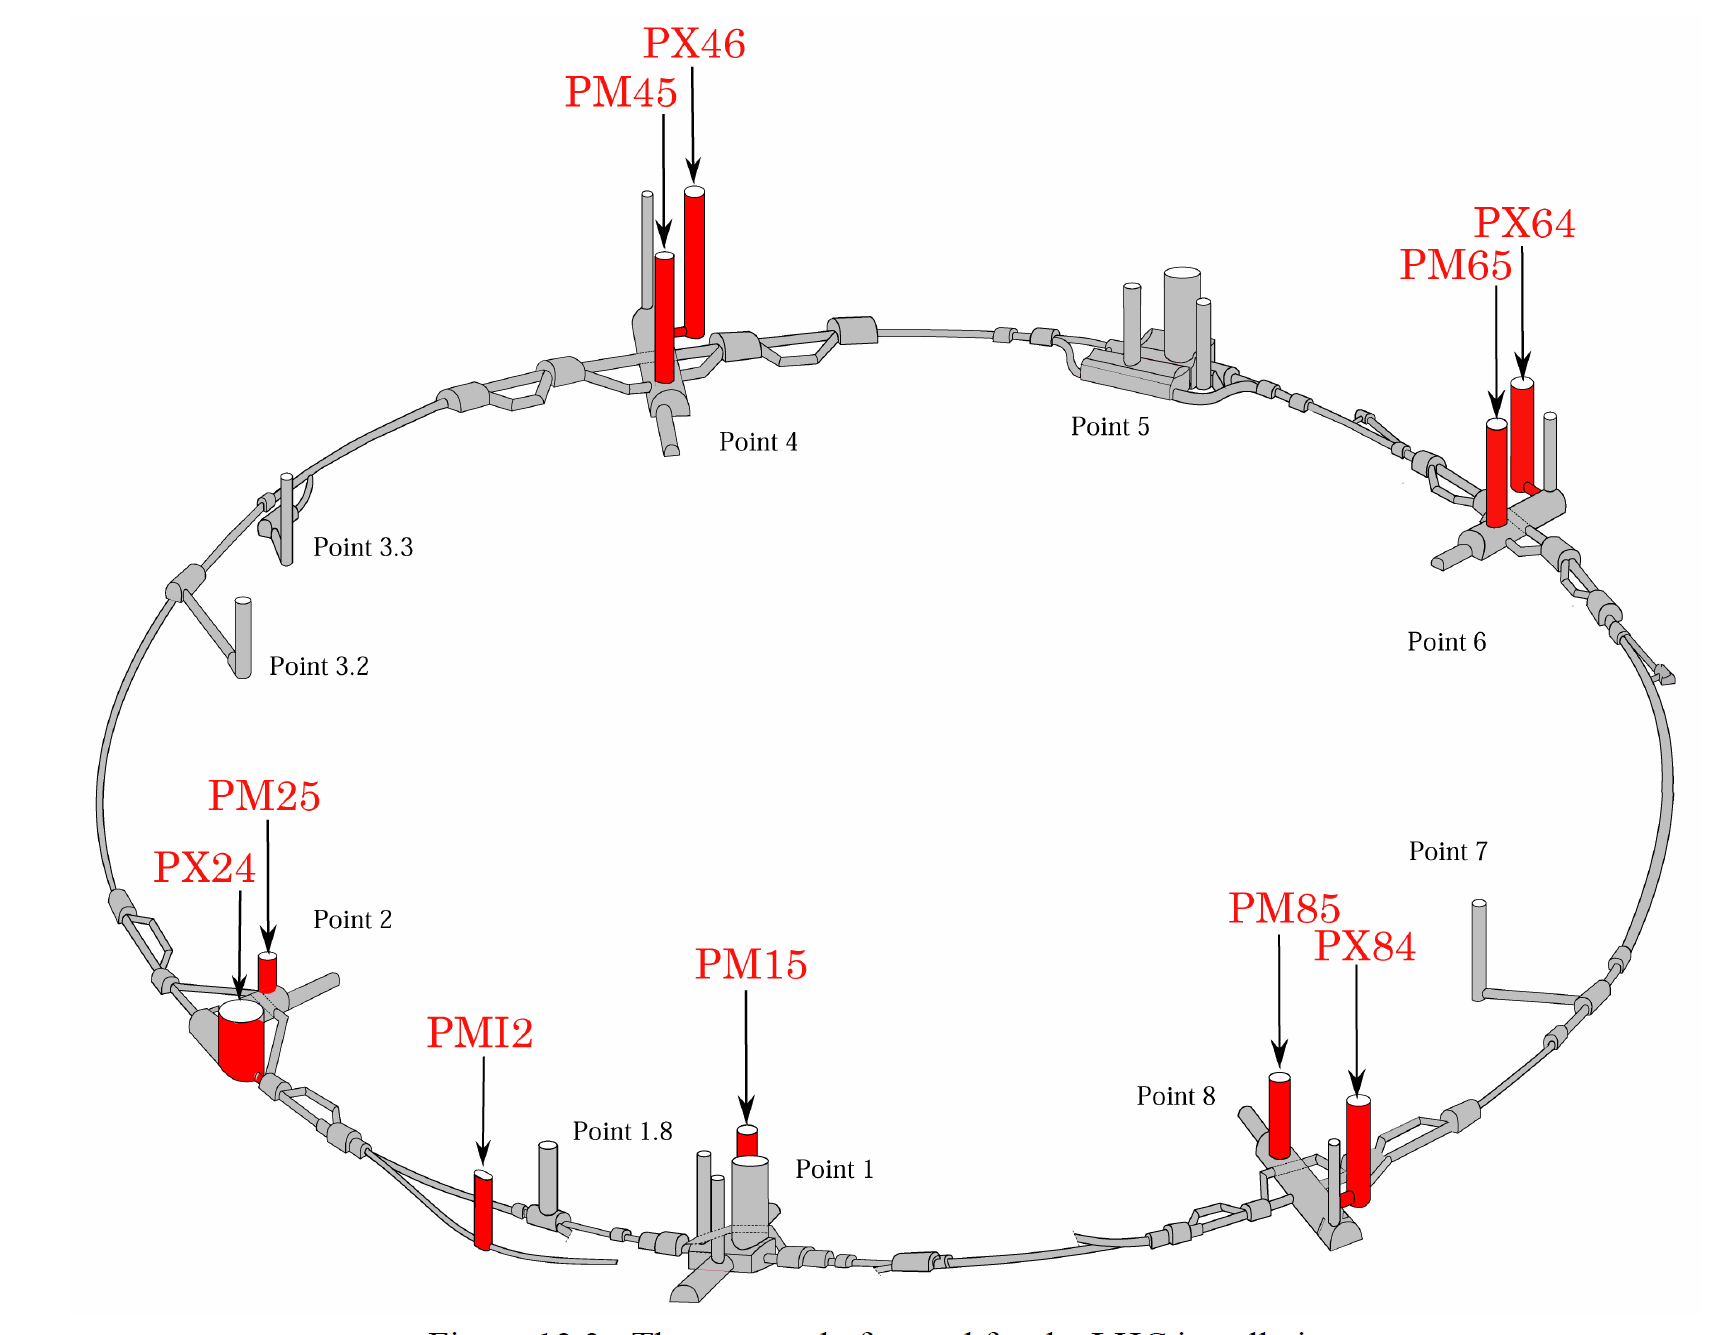 PX46
PM45
PX64
PM65
Point 4
Point 5
Point 3.3
Point 6
Point 3.2
PM25
Point 7
PX24
PM85
Point 2
PX84
PM15
PMI2
Point 8
Point 1.8
Point 1